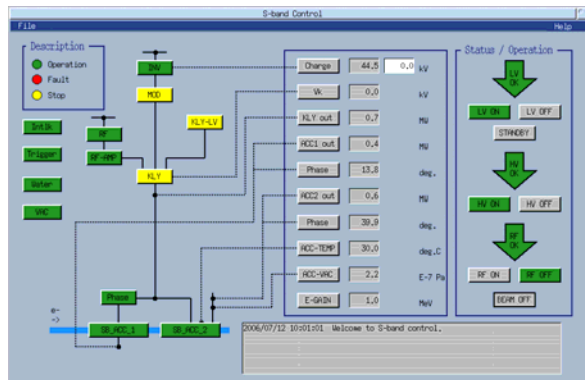 S-band Control
File Help
Description
Operation
Fault
Stop
Intlk
Trigger
Water
VAC
INV
MOD
RF
KLY-LV
RF-AMP
KLY
Phase
e-
->
SB_ACC_1
SB_ACC_2
Charge 44.5 0.0 kV
Vk 0.0 kV
KLY out 0.7 MW
ACC1 out 0.4 MW
Phase 13.8 deg.
ACC2 out 0.6 MW
Phase 39.9 deg.
ACC-TEMP 30.0 deg.C
ACC-VAC 2.2 E-7 Pa
E-GAIN 1.0 MeV
Status / Operation
LV
OK
LV ON LV OFF
STANDBY
HV
OK
HV ON HV OFF
RF
OK
RF ON RF OFF
BEAM OFF
2006/07/12 10:01:01 Welcome to S-band control.